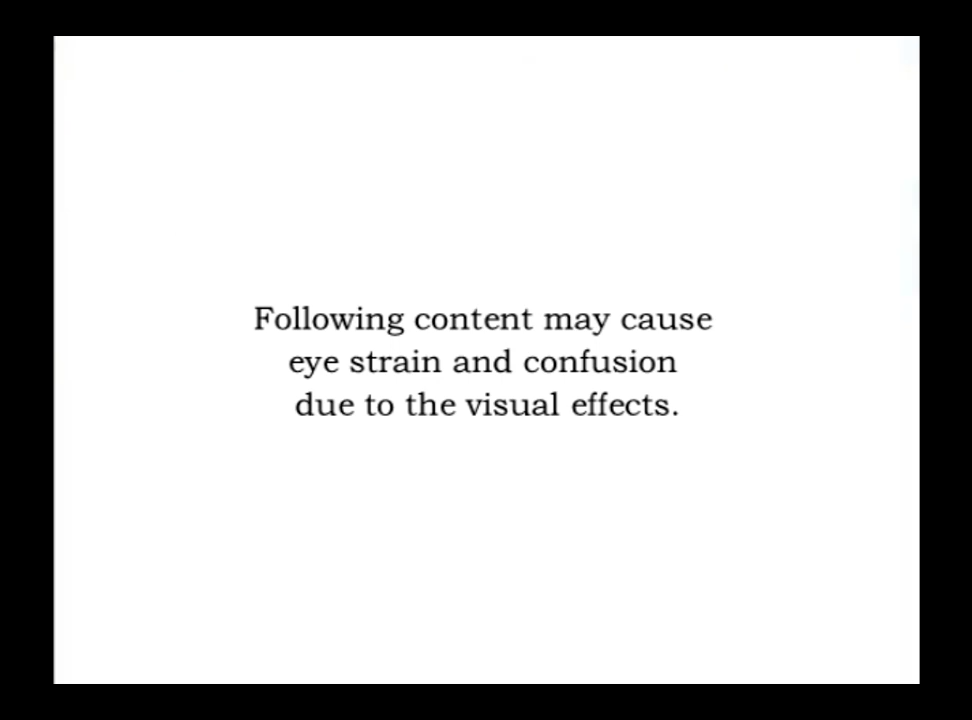 Following content may cause
eye strain and confusion
due to the visual effects.